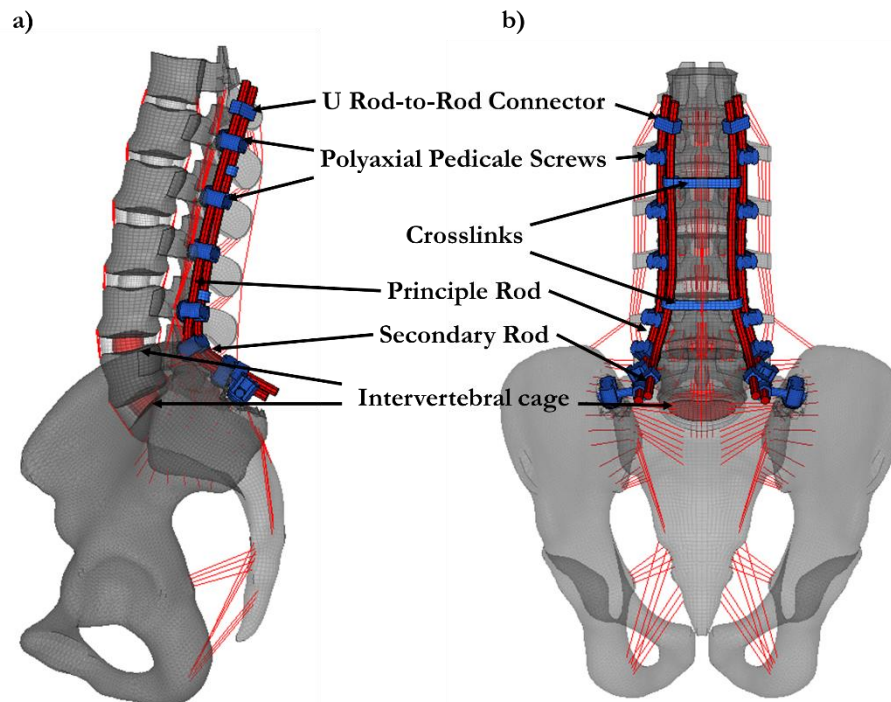 a)
b)
U Rod-to-Rod Connector
Polyaxial Pedicale Screws
Crosslinks
Principle Rod
Secondary Rod
Intervertebral cage